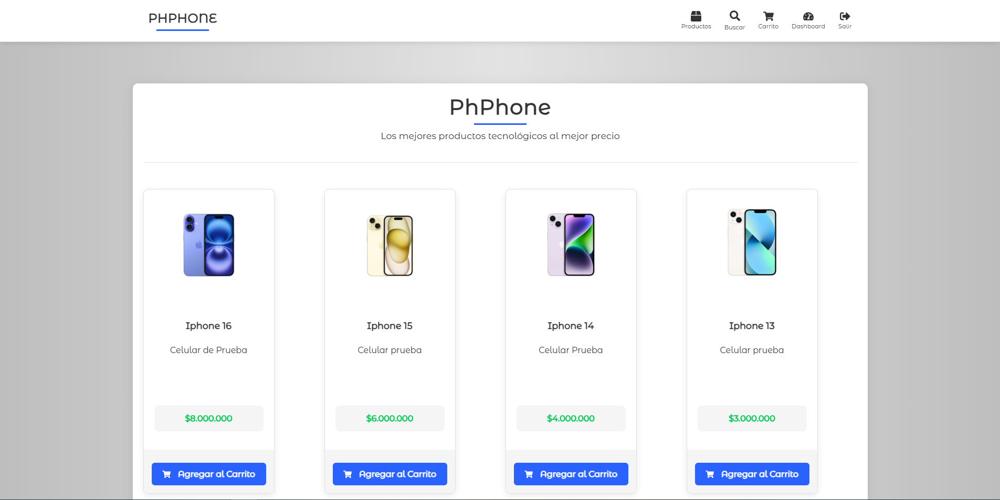 PHPHONE
Productos
Buscar
Carrito
Dashboard
Salir
PhPhone
Los mejores productos tecnológicos al mejor precio
Iphone 16
Celular de Prueba
$8.000.000
Agregar al Carrito
Iphone 15
Celular prueba
$6.000.000
Agregar al Carrito
Iphone 14
Celular Prueba
$4.000.000
Agregar al Carrito
Iphone 13
Celular prueba
$3.000.000
Agregar al Carrito